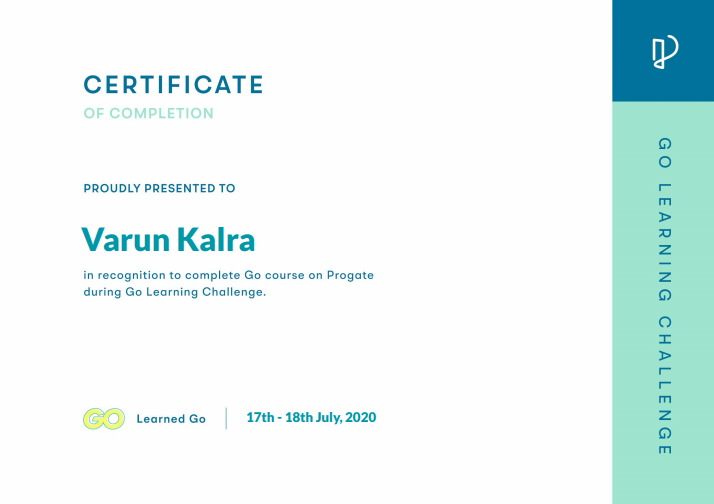 CERTIFICATE
OF COMPLETION
PROUDLY PRESENTED TO
Varun Kalra
in recognition to complete Go course on Progate
during Go Learning Challenge.
GO Learned Go
17th - 18th July, 2020
GO LEARNING CHALLENGE